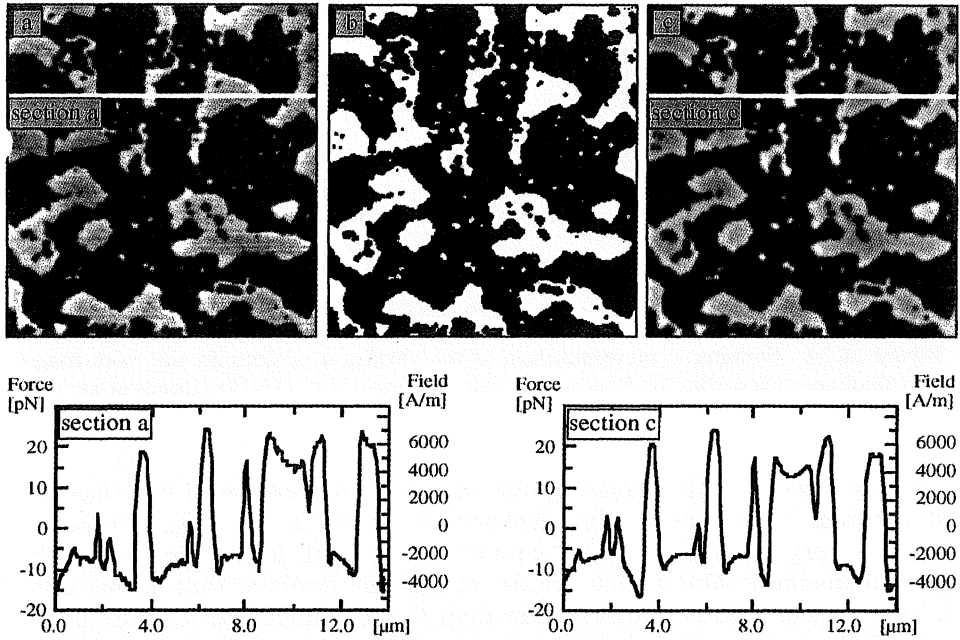 a
b
c
section a
section c
Force
[pN]
Field
[A/m]
section a
20
10
0
-10
-20
6000
4000
2000
0
-2000
-4000
0.0
4.0
8.0
12.0
[µm]
Force
[pN]
Field
[A/m]
section c
20
10
0
-10
-20
6000
4000
2000
0
-2000
-4000
0.0
4.0
8.0
12.0
[µm]